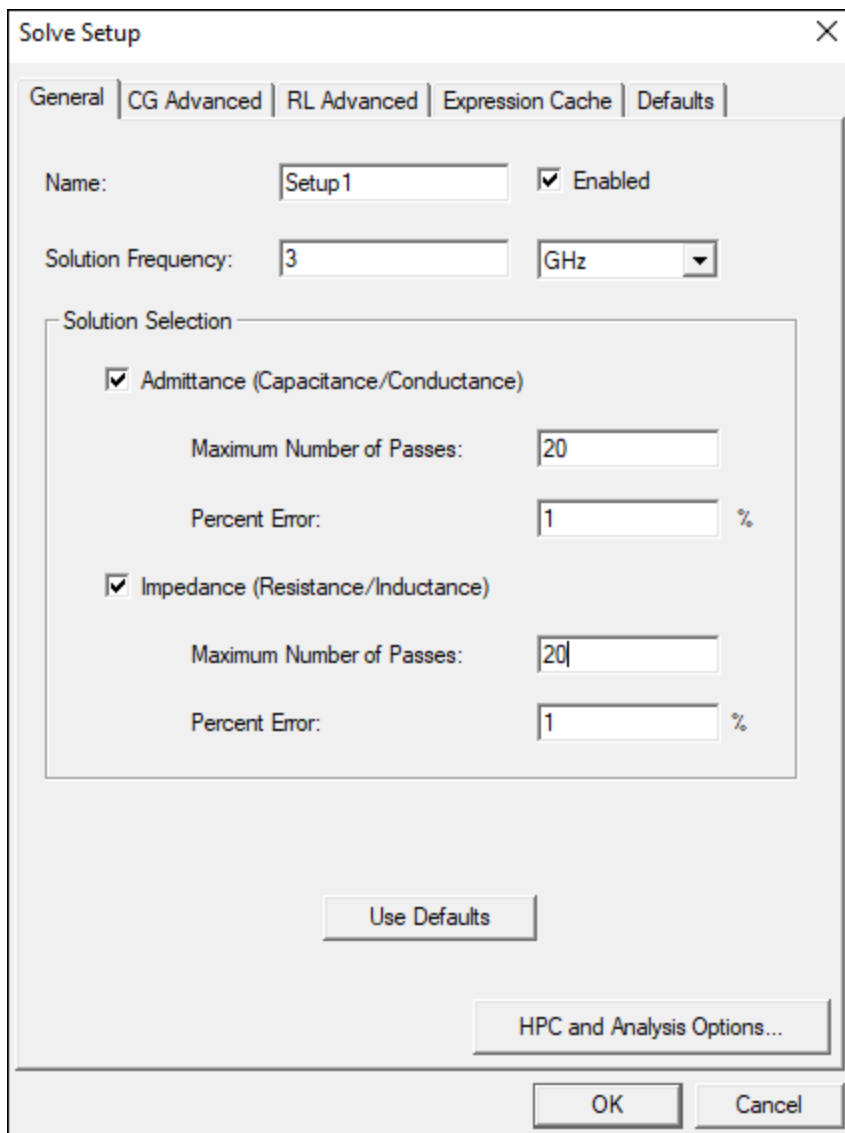 Solve Setup
General CG Advanced RL Advanced Expression Cache Defaults
Name: Setup1 Enabled
Solution Frequency: 3 GHz
Solution Selection
Admittance (Capacitance/Conductance)
Maximum Number of Passes: 20
Percent Error: 1 %
Impedance (Resistance/Inductance)
Maximum Number of Passes: 20
Percent Error: 1 %
Use Defaults
HPC and Analysis Options...
OK Cancel